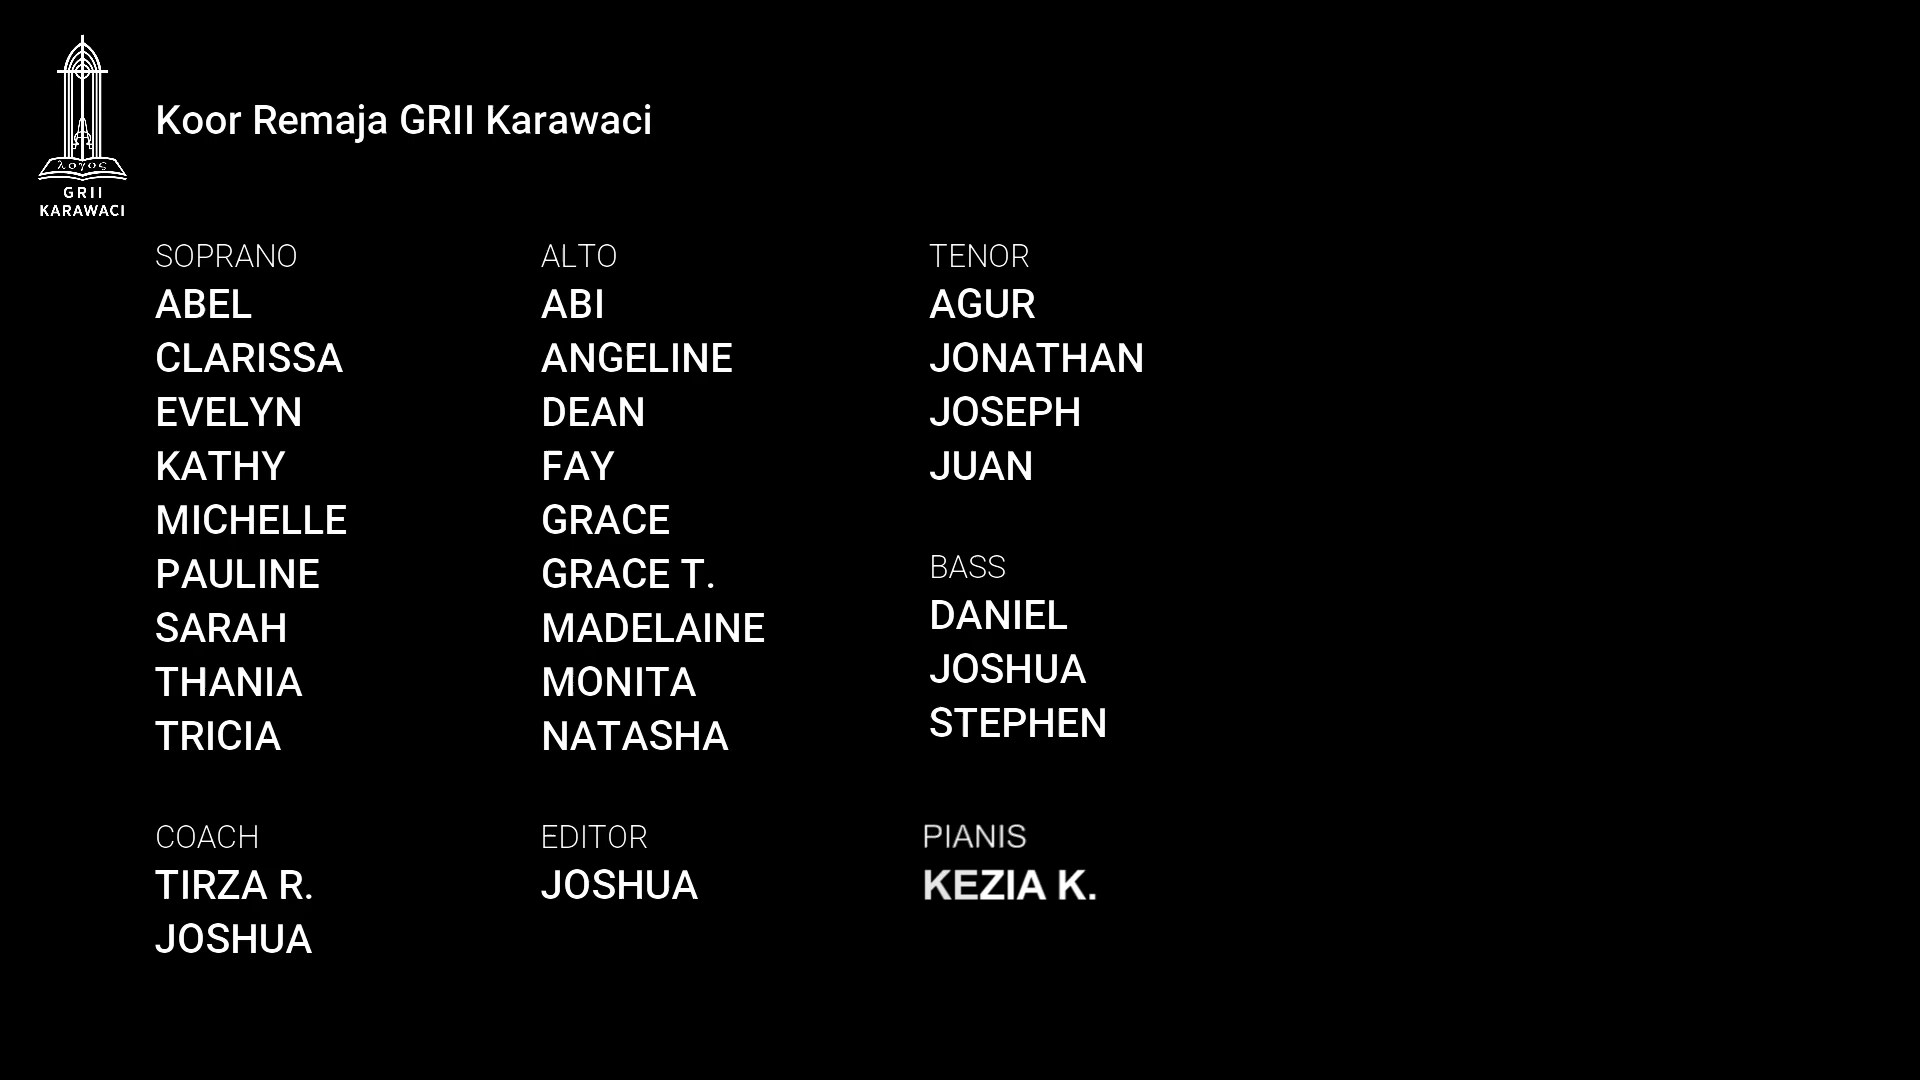 λογος
GRII
KARAWACI
Koor Remaja GRII Karawaci
SOPRANO
ABEL
CLARISSA
EVELYN
KATHY
MICHELLE
PAULINE
SARAH
THANIA
TRICIA
ALTO
ABI
ANGELINE
DEAN
FAY
GRACE
GRACE T.
MADELAINE
MONITA
NATASHA
TENOR
AGUR
JONATHAN
JOSEPH
JUAN
BASS
DANIEL
JOSHUA
STEPHEN
COACH
TIRZA R.
JOSHUA
EDITOR
JOSHUA
PIANIS
KEZIA K.